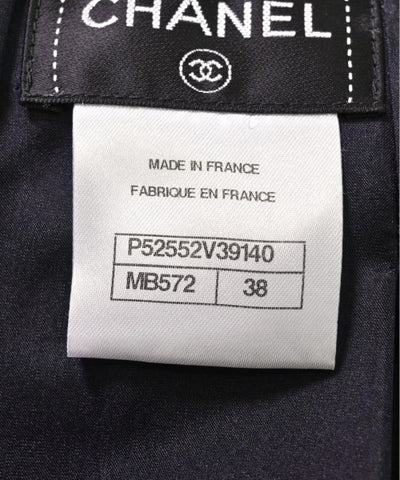 CHANEL
MADE IN FRANCE
FABRIQUE EN FRANCE
P52552V39140
MB572 38